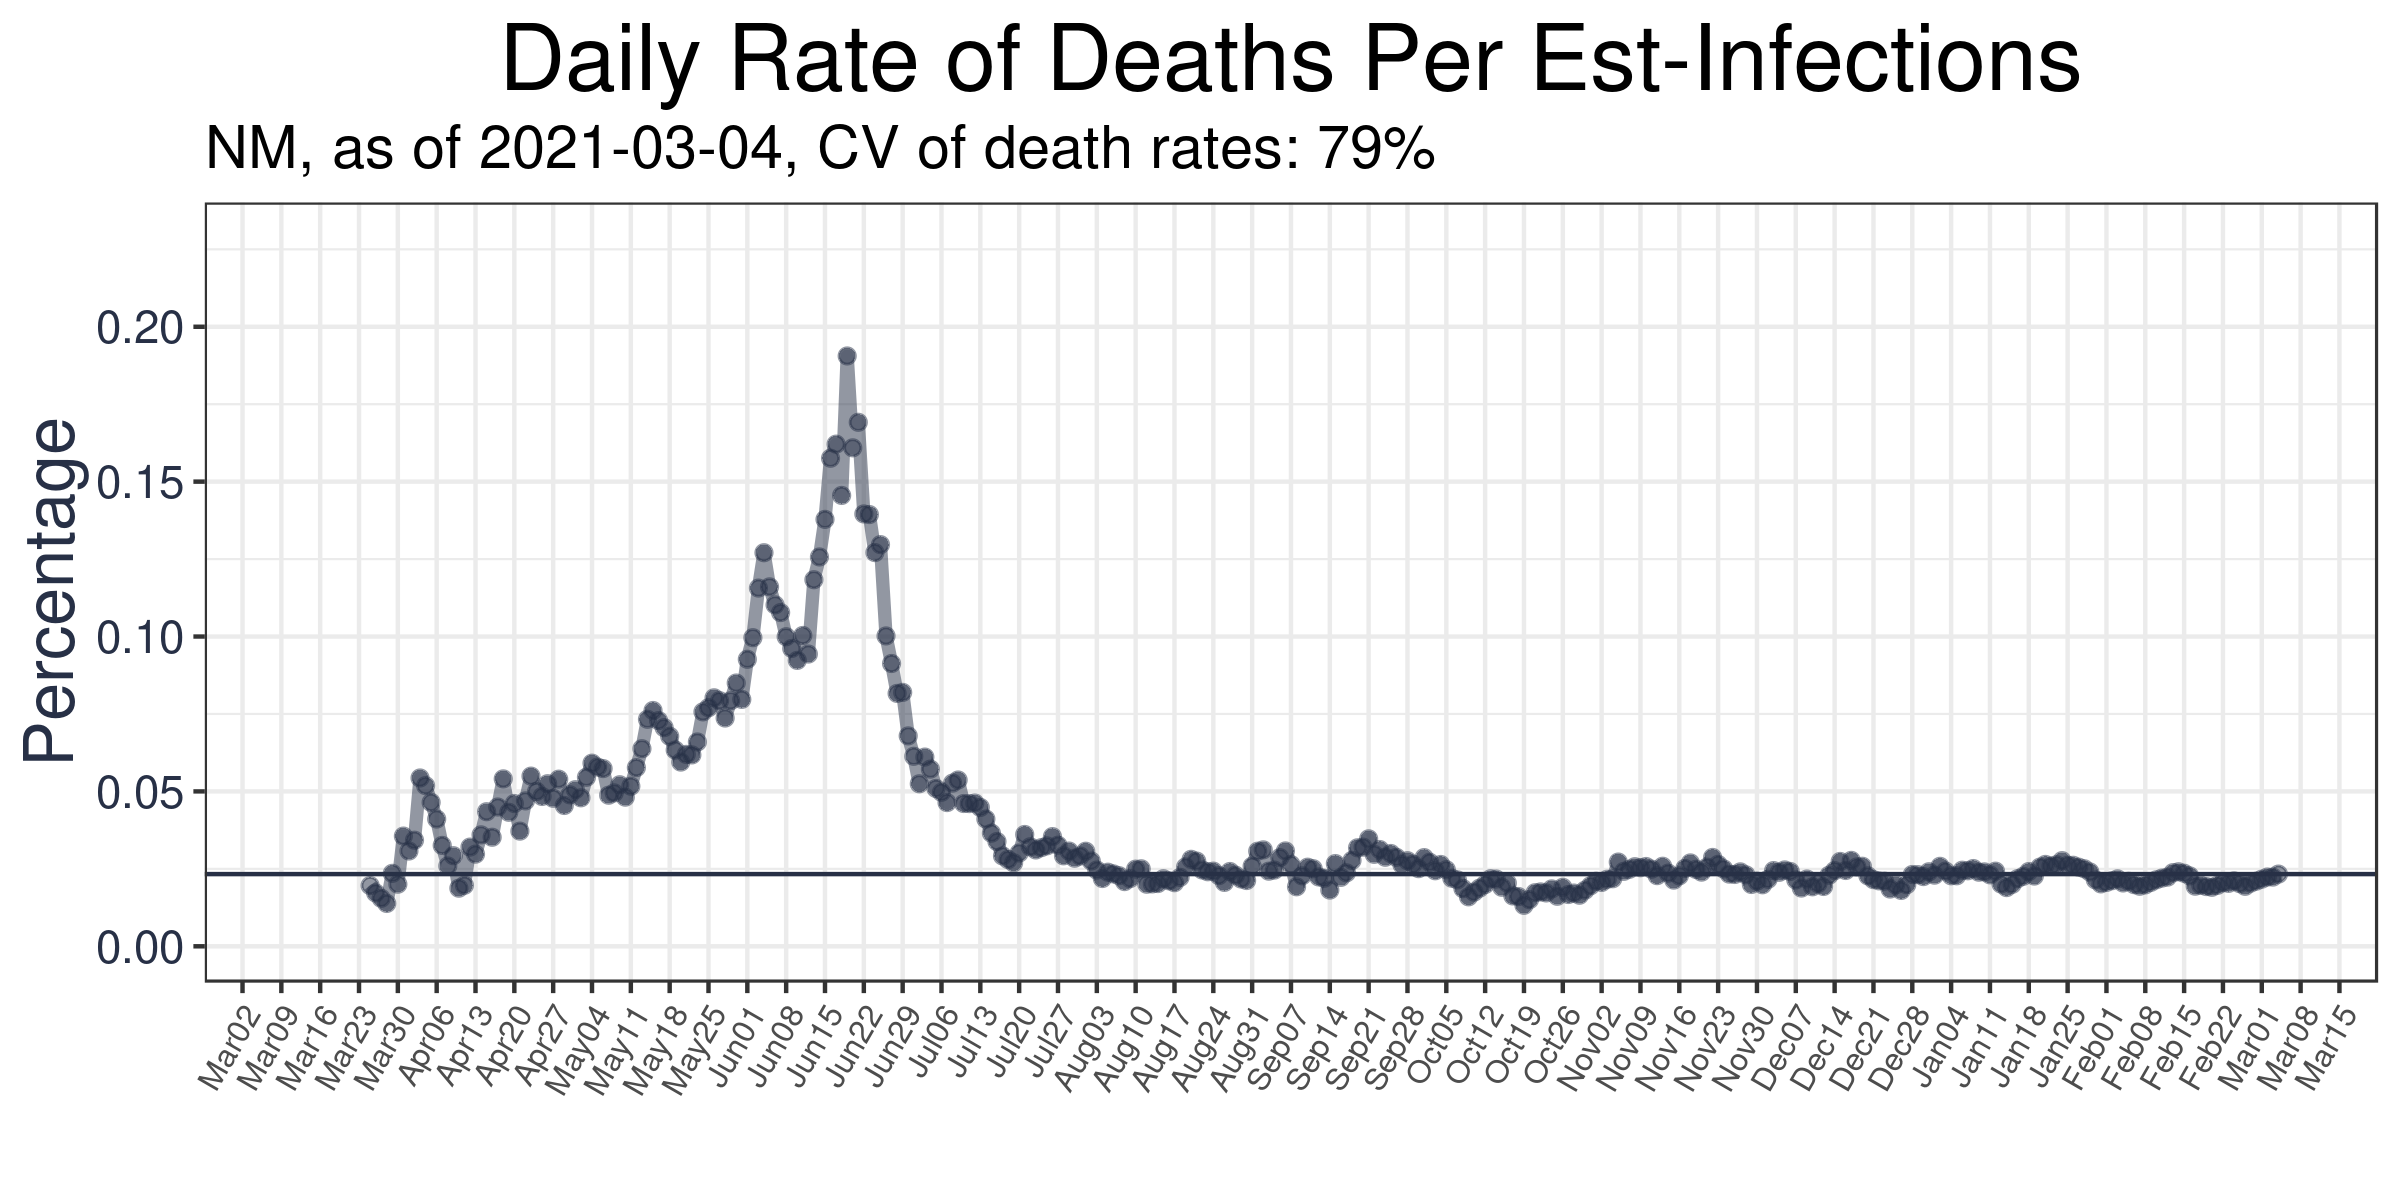 Daily Rate of Deaths Per Est-Infections
NM, as of 2021-03-04, CV of death rates: 79%
Percentage
0.20
0.15
0.10
0.05
0.00
Mar02
Mar09
Mar16
Mar23
Mar30
Apr06
Apr13
Apr20
Apr27
May04
May11
May18
May25
Jun01
Jun08
Jun15
Jun22
Jun29
Jul06
Jul13
Jul20
Jul27
Aug03
Aug10
Aug17
Aug24
Aug31
Sep07
Sep14
Sep21
Sep28
Oct05
Oct12
Oct19
Oct26
Nov02
Nov09
Nov16
Nov23
Nov30
Dec07
Dec14
Dec21
Dec28
Jan04
Jan11
Jan18
Jan25
Feb01
Feb08
Feb15
Feb22
Mar01
Mar08
Mar15